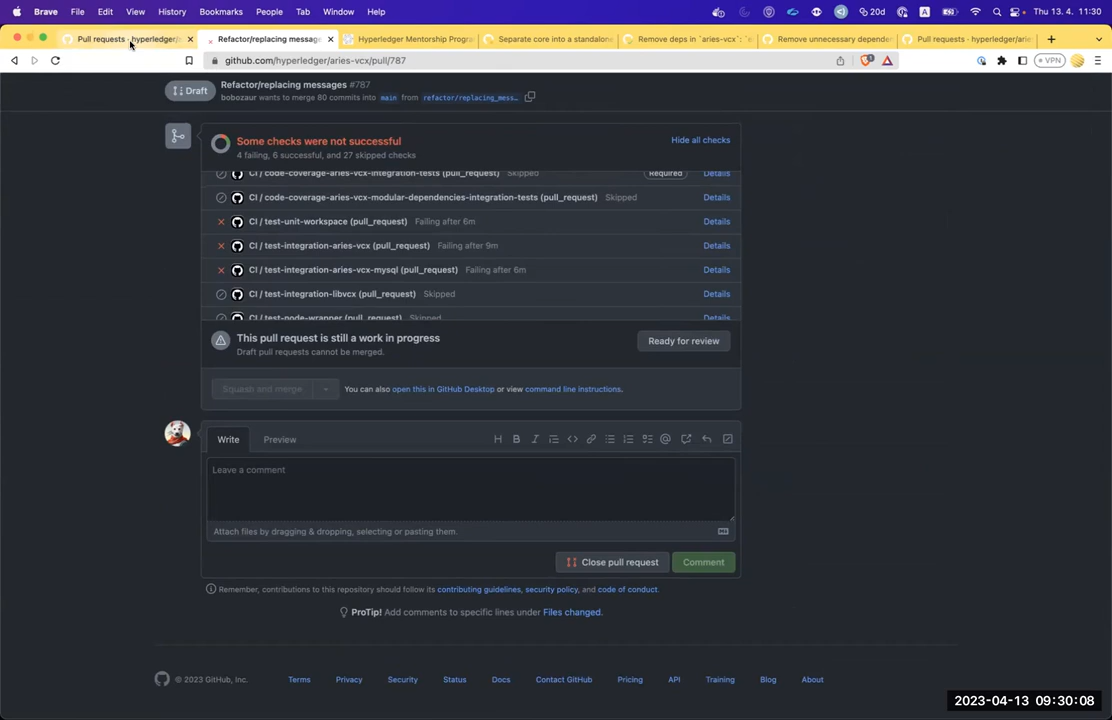 Brave File Edit View History Bookmarks People Tab Window Help 20d A Thu 13. 4. 11:30
Pull requests · hyperledger/a
Refactor/replacing message
Hyperledger Mentorship Progra
Separate core into a standalone
Remove deps in `aries-vcx`:
Remove unnecessary depende
Pull requests · hyperledger/arie
github.com/hyperledger/aries-vcx/pull/787
VPN
Draft
Refactor/replacing messages #787
bobozaur wants to merge 80 commits into main from refactor/replacing_mess…
Some checks were not successful
4 failing, 6 successful, and 27 skipped checks
Hide all checks
CI / code-coverage-aries-vcx-integration-tests (pull_request) Skipped Required Details
CI / code-coverage-aries-vcx-modular-dependencies-integration-tests (pull_request) Skipped Details
CI / test-unit-workspace (pull_request) Failing after 6m Details
CI / test-integration-aries-vcx (pull_request) Failing after 9m Details
CI / test-integration-aries-vcx-mysql (pull_request) Failing after 6m Details
CI / test-integration-libvcx (pull_request) Skipped Details
CI / test-node-wrapper (pull_request) Skipped Details
This pull request is still a work in progress
Draft pull requests cannot be merged.
Ready for review
Squash and merge
You can also open this in GitHub Desktop or view command line instructions.
Write Preview
Leave a comment
Attach files by dragging & dropping, selecting or pasting them.
Close pull request Comment
Remember, contributions to this repository should follow its contributing guidelines, security policy, and code of conduct.
ProTip! Add comments to specific lines under Files changed.
© 2023 GitHub, Inc. Terms Privacy Security Status Docs Contact GitHub Pricing API Training Blog About
2023-04-13 09:30:08